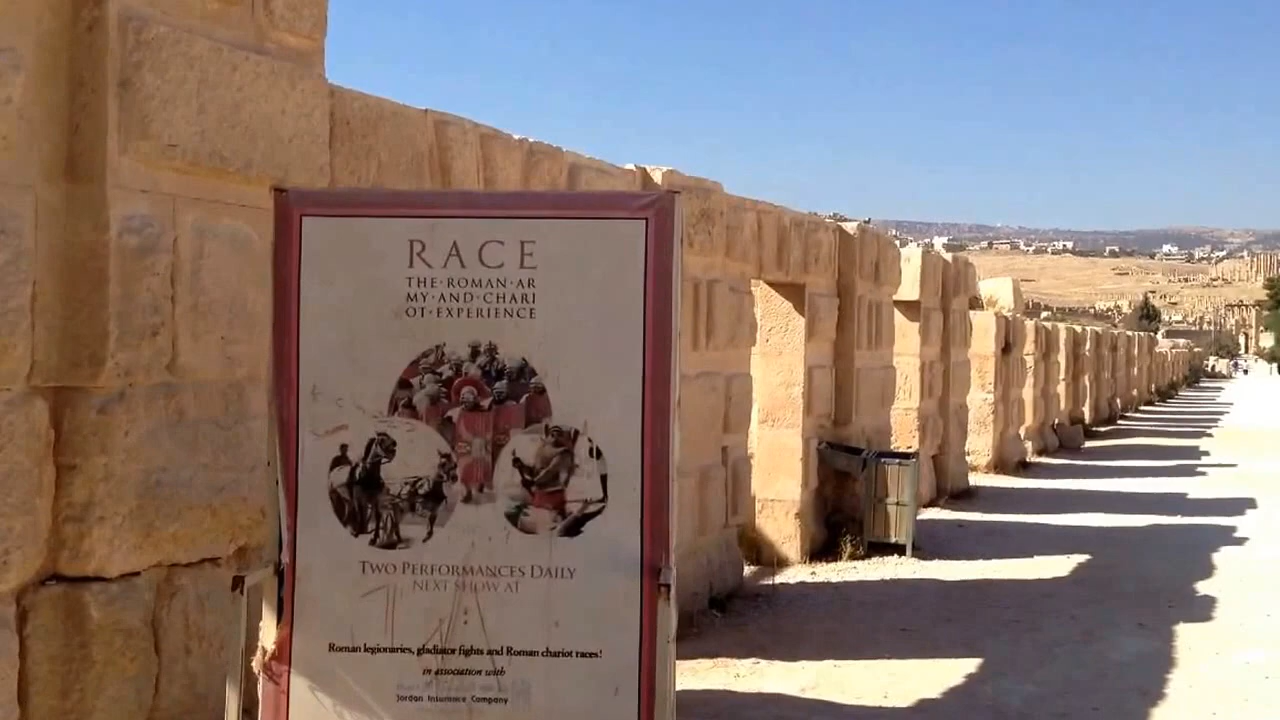 RACE
THE·ROMAN·AR
MY·AND·CHARI
OT·EXPERIENCE
TWO PERFORMANCES DAILY
NEXT SHOW AT
Roman legionaries, gladiator fights and Roman chariot races!
in association with
Jordan Insurance Company